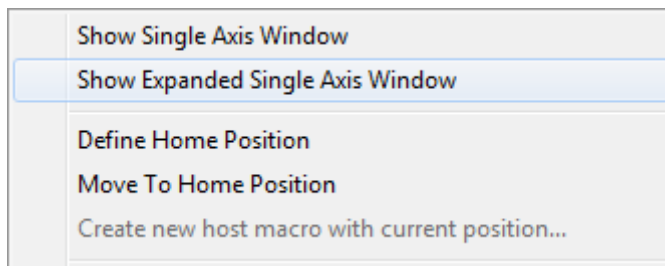 Show Single Axis Window
Show Expanded Single Axis Window
Define Home Position
Move To Home Position
Create new host macro with current position...